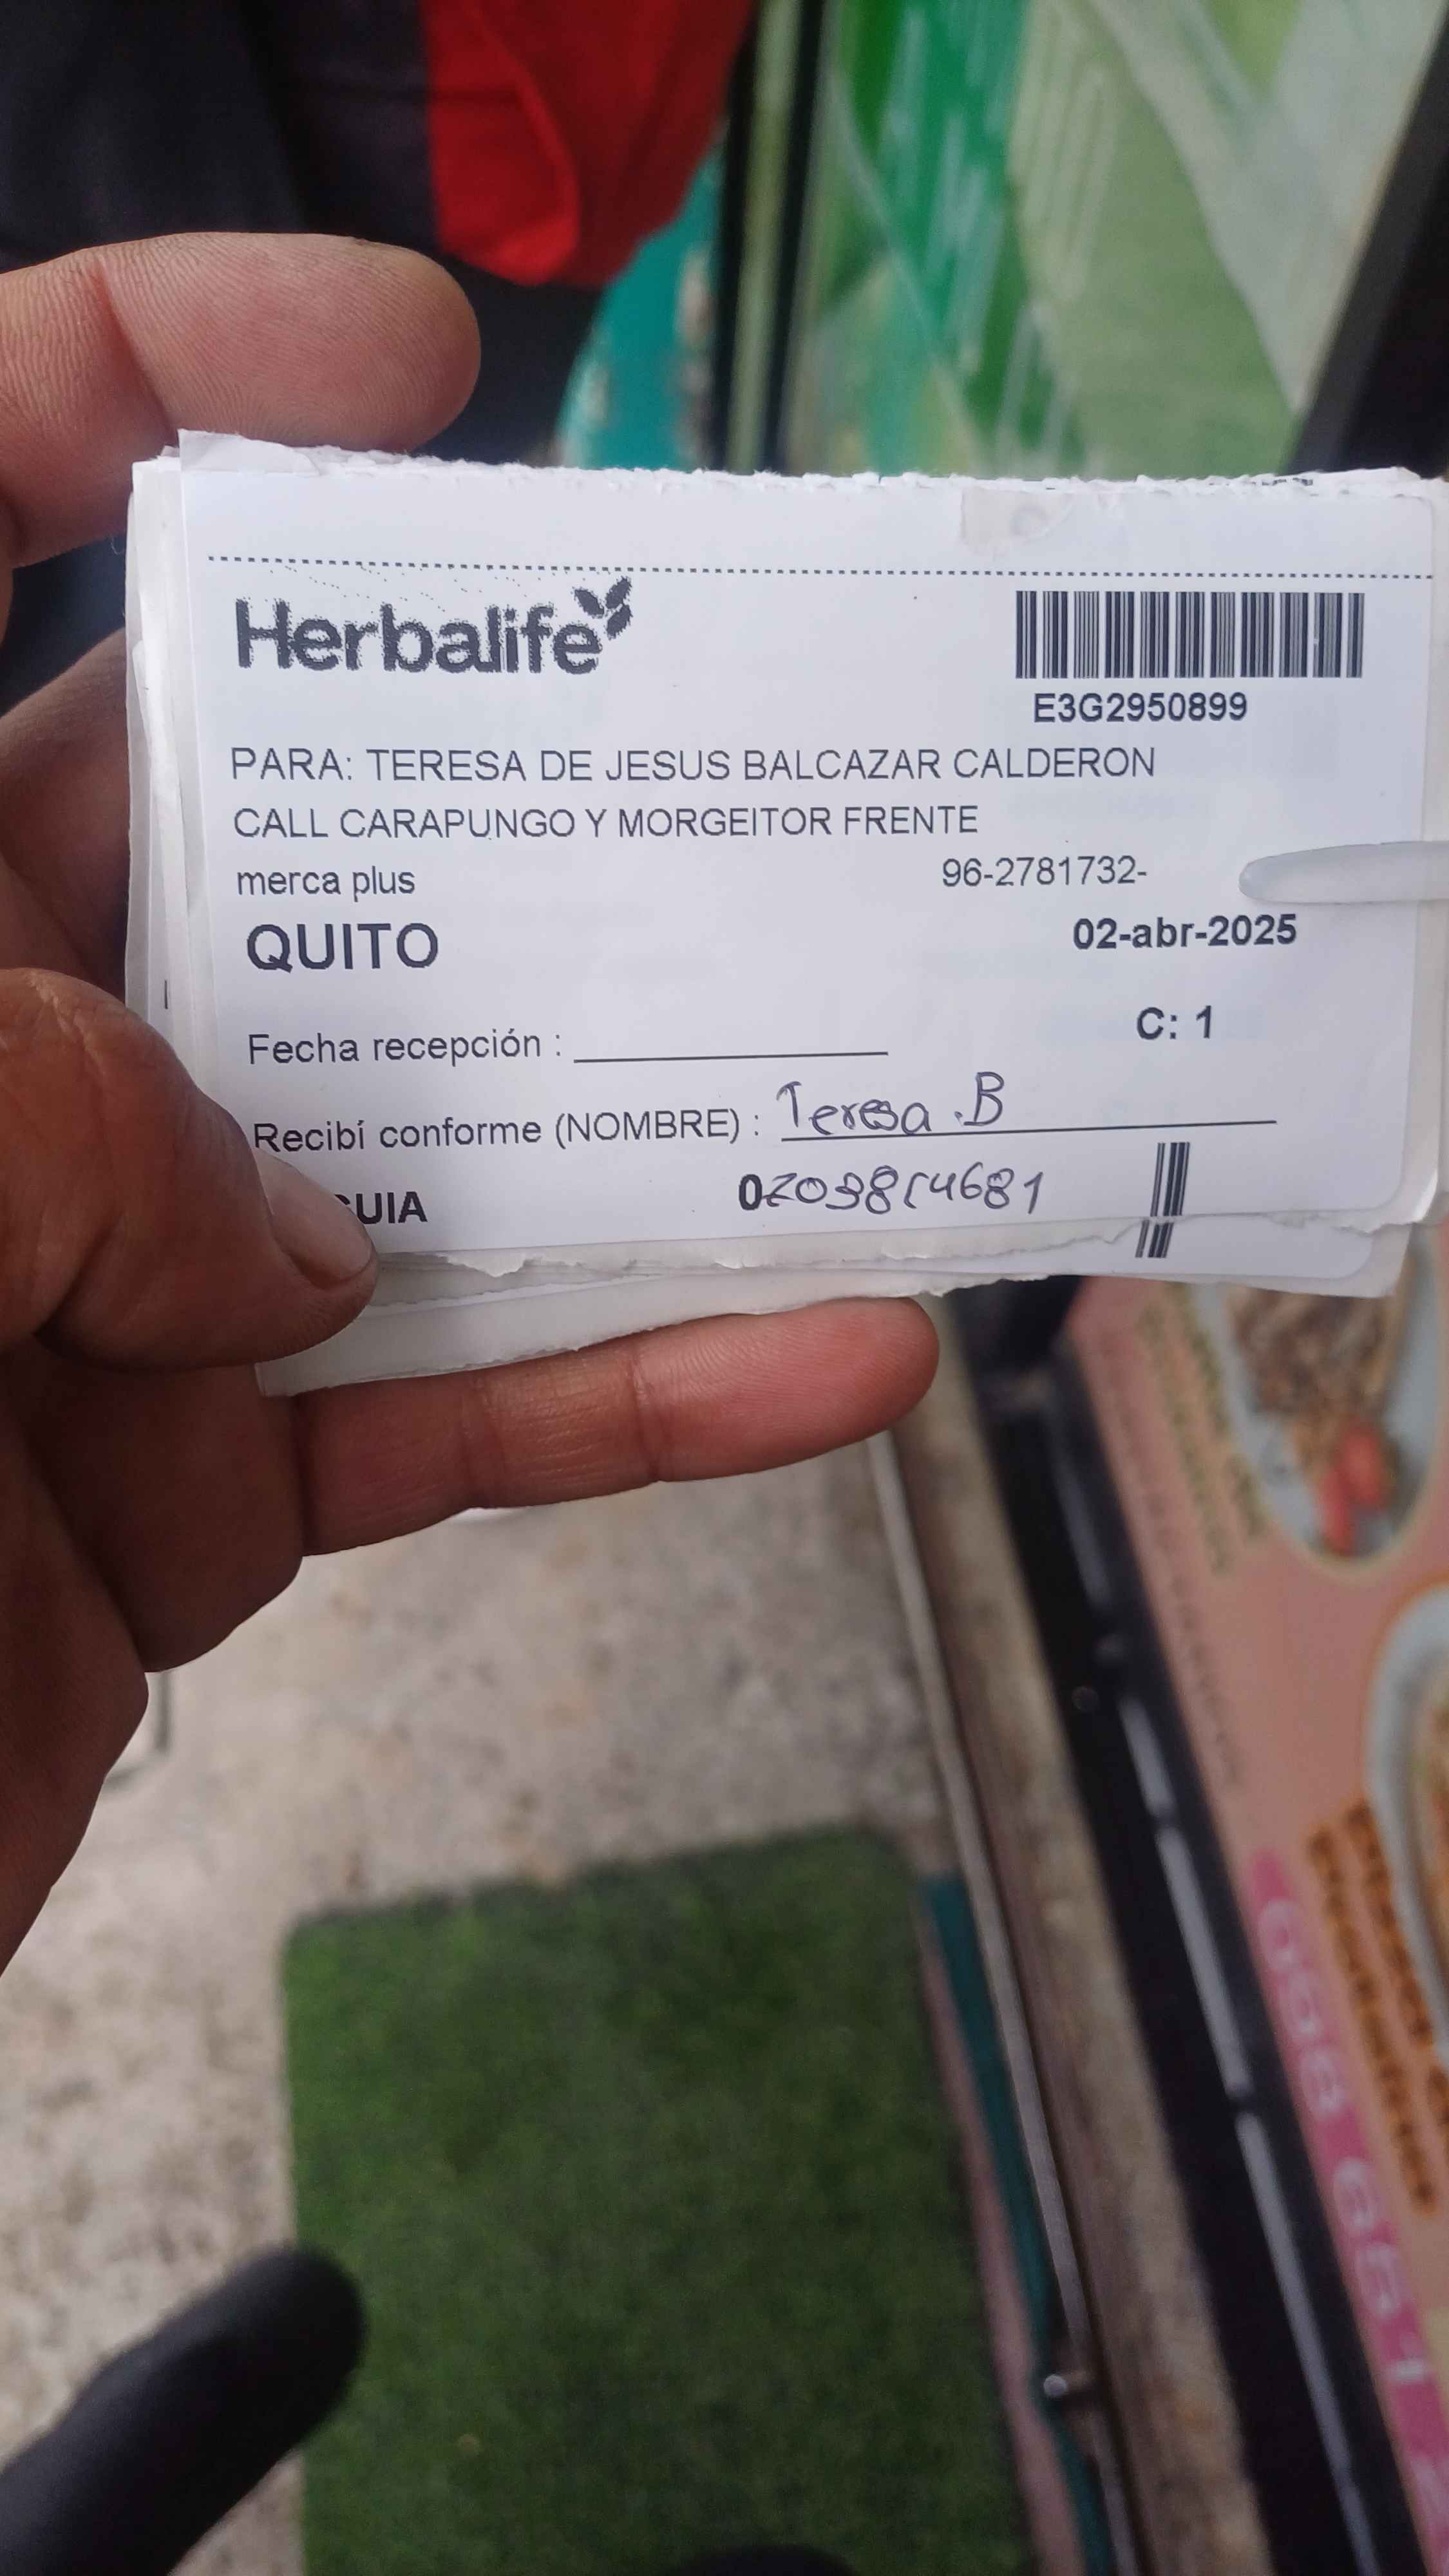 Herbalife
E3G2950899
PARA: TERESA DE JESUS BALCAZAR CALDERON
CALL CARAPUNGO Y MORGEITOR FRENTE
merca plus 96-2781732-
QUITO 02-abr-2025
C: 1
Fecha recepción :
Recibí conforme (NOMBRE) : Teresa .B
UIA